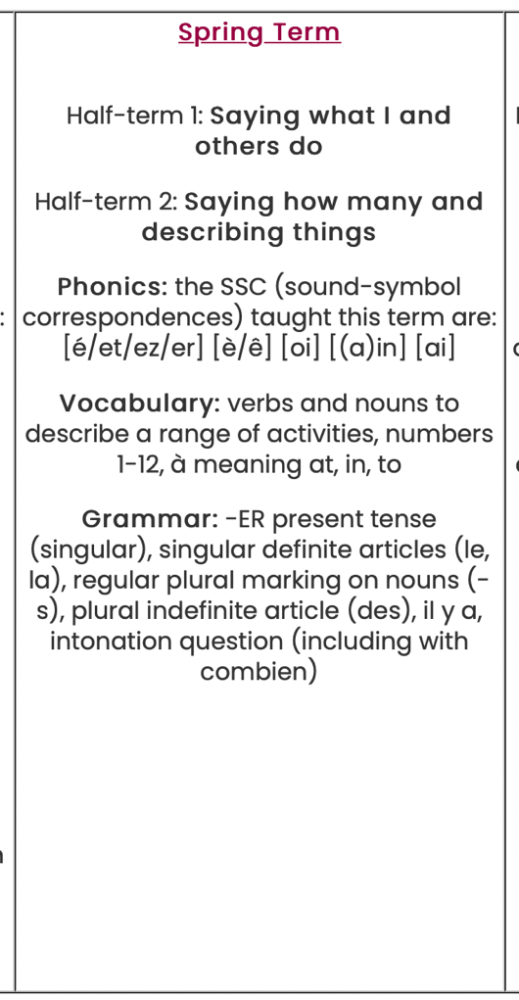 Spring Term
Half-term 1: Saying what I and
others do
Half-term 2: Saying how many and
describing things
Phonics: the SSC (sound-symbol
correspondences) taught this term are:
[é/et/ez/er] [è/ê] [oi] [(a)in] [ai]
Vocabulary: verbs and nouns to
describe a range of activities, numbers
1-12, à meaning at, in, to
Grammar: -ER present tense
(singular), singular definite articles (le,
la), regular plural marking on nouns (-
s), plural indefinite article (des), il y a,
intonation question (including with
combien)